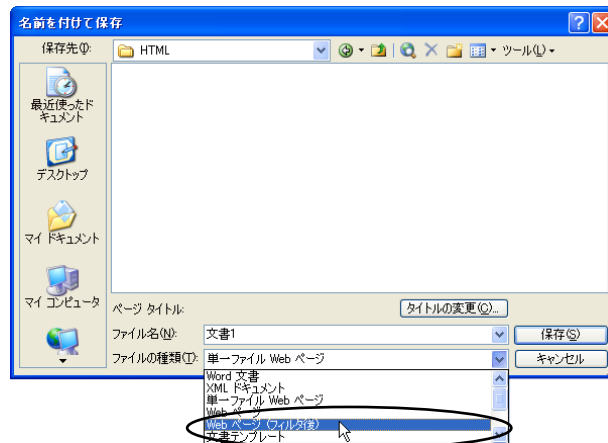 名前を付けて保存
保存先(I):
HTML
ツール(L)
最近使ったド
キュメント
デスクトップ
マイ ドキュメント
マイ コンピュータ
ページ タイトル:
タイトルの変更(C)...
ファイル名(N):
文書1
保存(S)
ファイルの種類(T):
単一ファイル Web ページ
キャンセル
Word 文書
XML ドキュメント
単一ファイル Web ページ
Web ページ
Web ページ (フィルタ後)
文書テンプレート